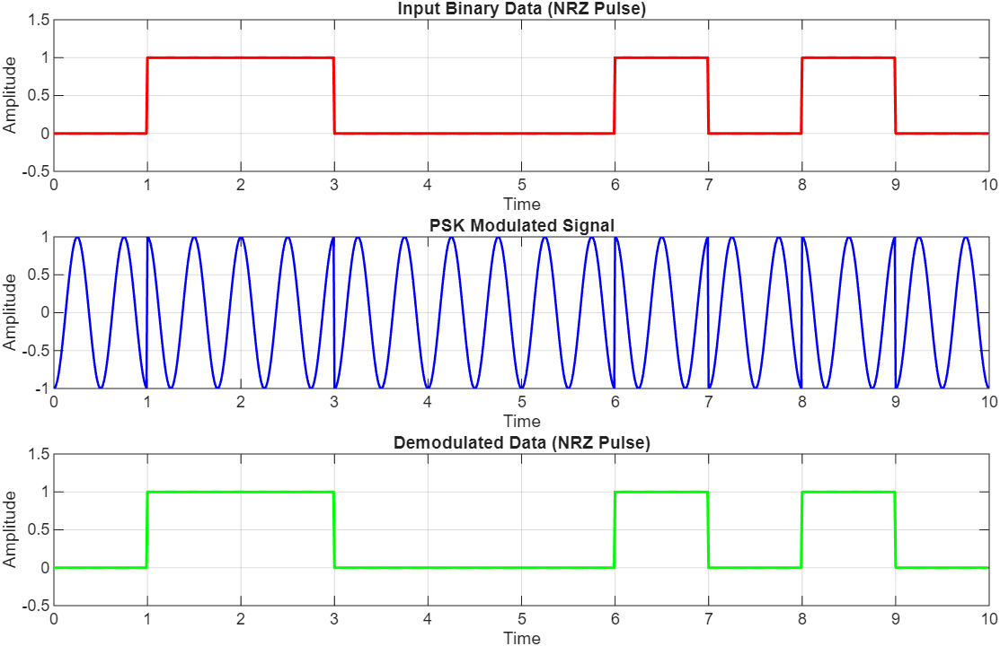 Input Binary Data (NRZ Pulse)
1.5
1
0.5
0
-0.5
Amplitude
0 1 2 3 4 5 6 7 8 9 10
Time
PSK Modulated Signal
1
0.5
0
-0.5
-1
Amplitude
0 1 2 3 4 5 6 7 8 9 10
Time
Demodulated Data (NRZ Pulse)
1.5
1
0.5
0
-0.5
Amplitude
0 1 2 3 4 5 6 7 8 9 10
Time